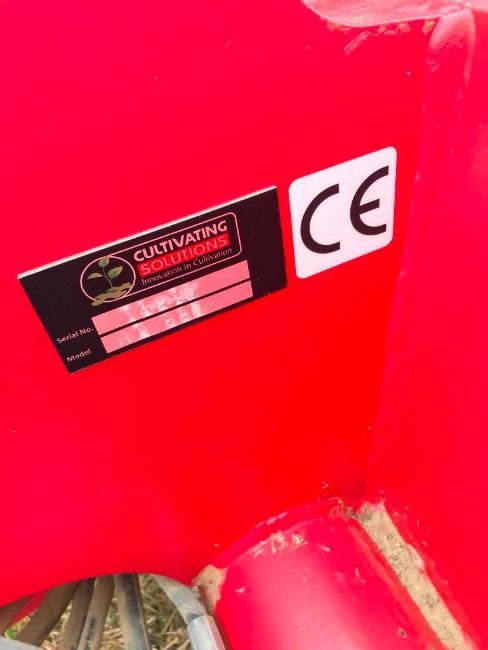 CULTIVATING
SOLUTIONS
Innovation in Cultivation
Serial No.
Model
CE